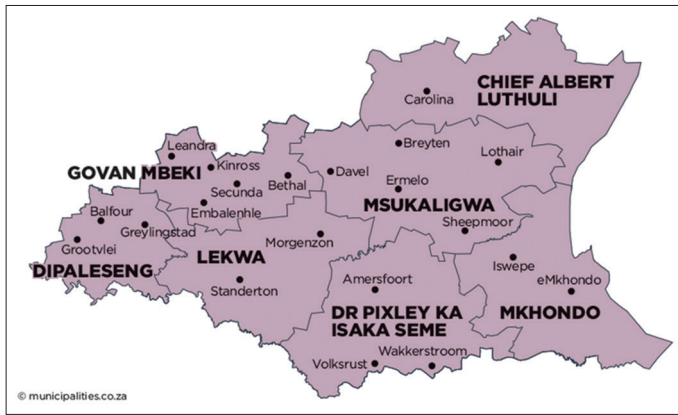 CHIEF ALBERT
LUTHULI
Carolina
Breyten
Lothair
Leandra
Kinross
GOVAN MBEKI
Davel
Bethal
Secunda
Ermelo
Embalenhle
MSUKALIGWA
Balfour
Sheepmoor
Greylingstad
Grootvlei
Morgenzon
LEKWA
DIPALESENG
Iswepe
Amersfoort
eMkhondo
Standerton
DR PIXLEY KA
ISAKA SEME
MKHONDO
Wakkerstroom
Volksrust
© municipalities.co.za